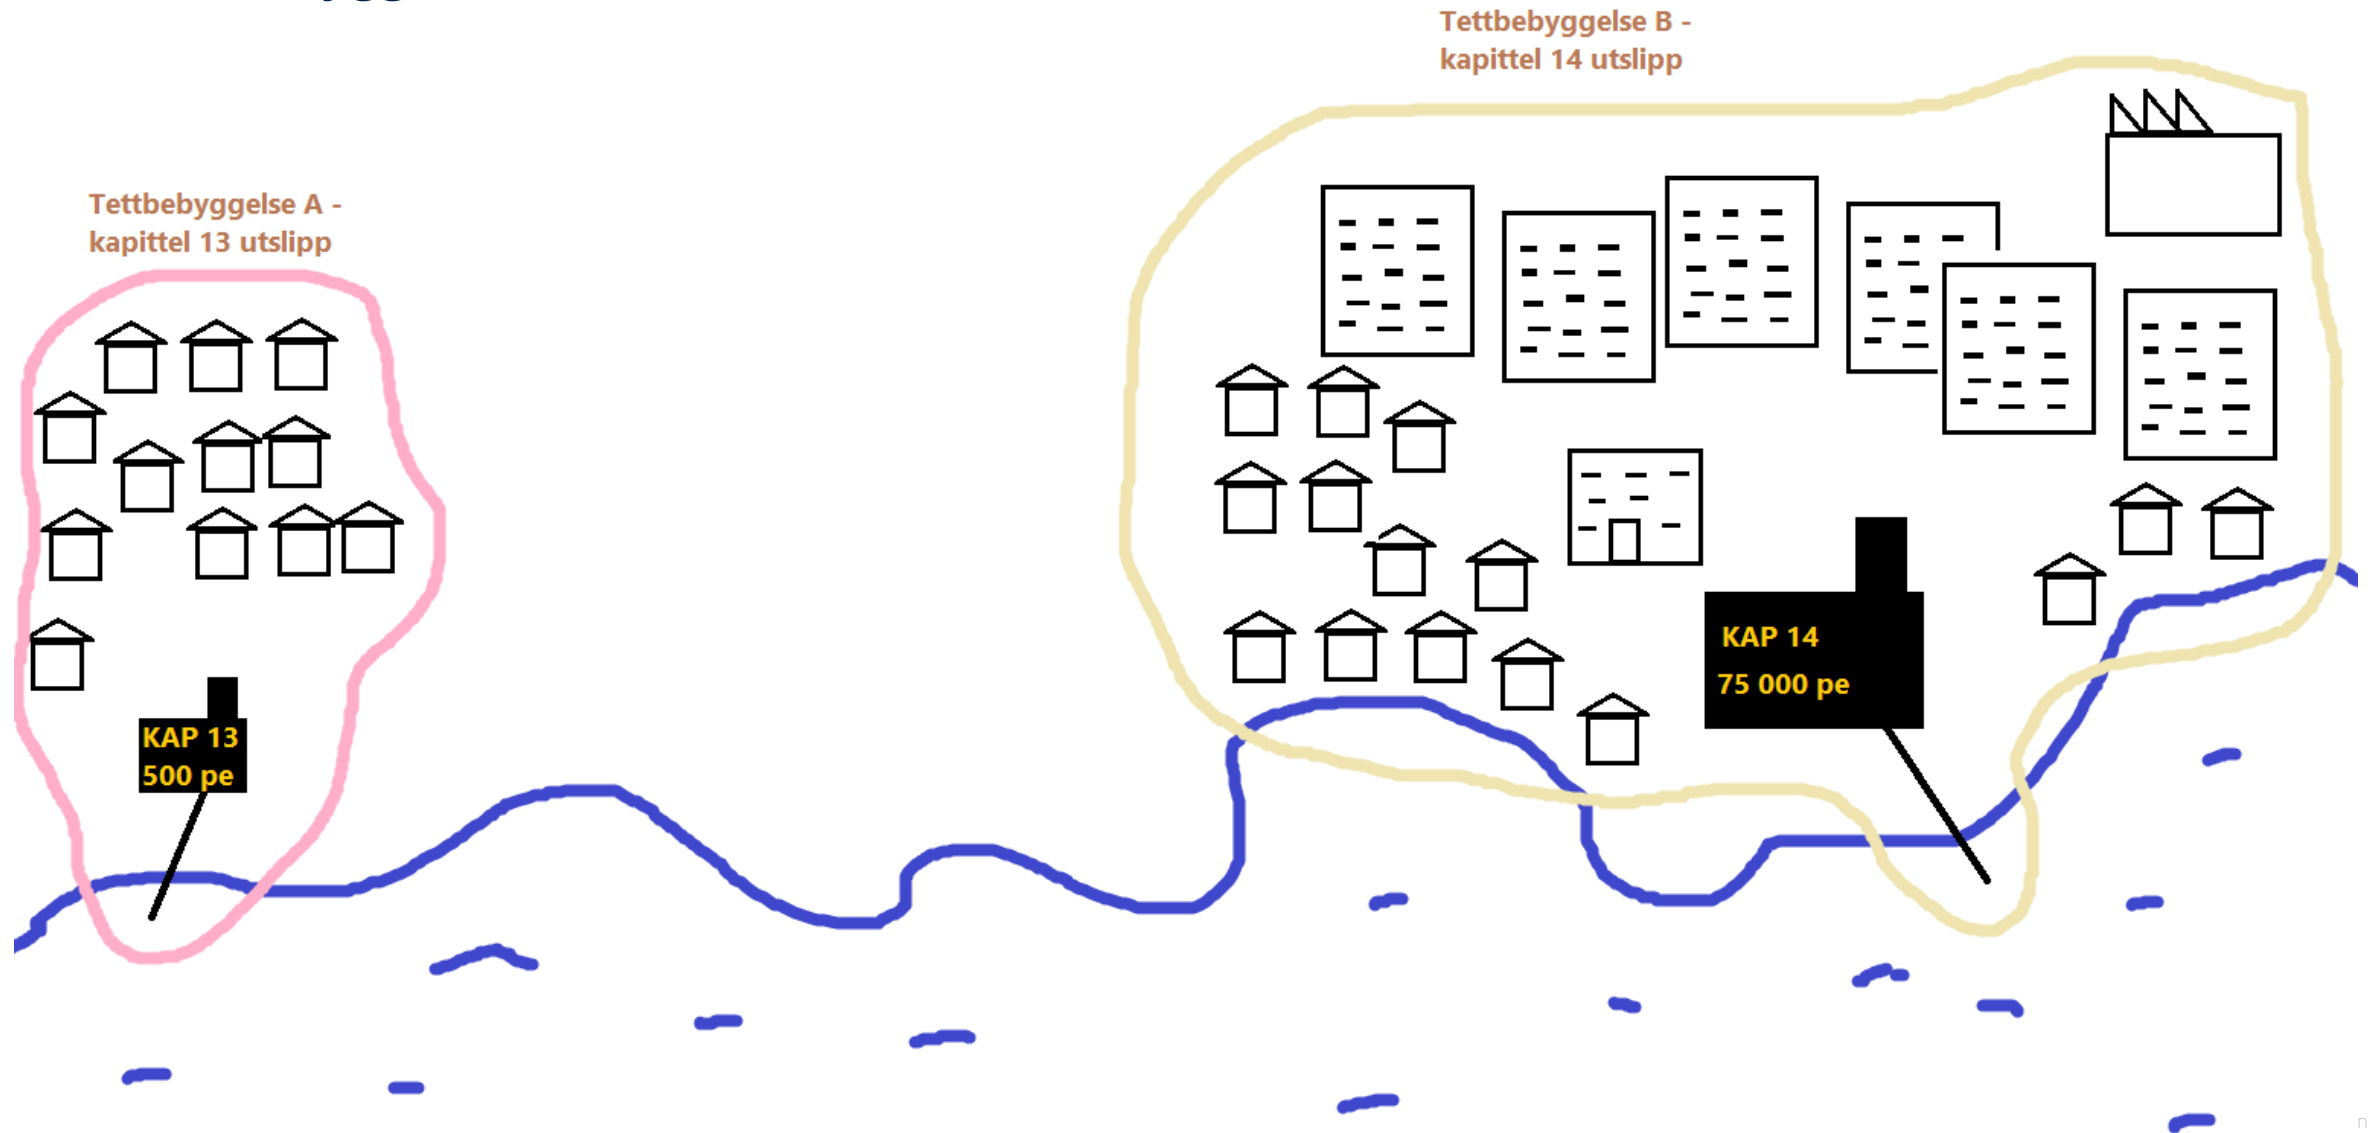 Tettbebyggelse B -
kapittel 14 utslipp
Tettbebyggelse A -
kapittel 13 utslipp
KAP 14
75 000 pe
KAP 13
500 pe